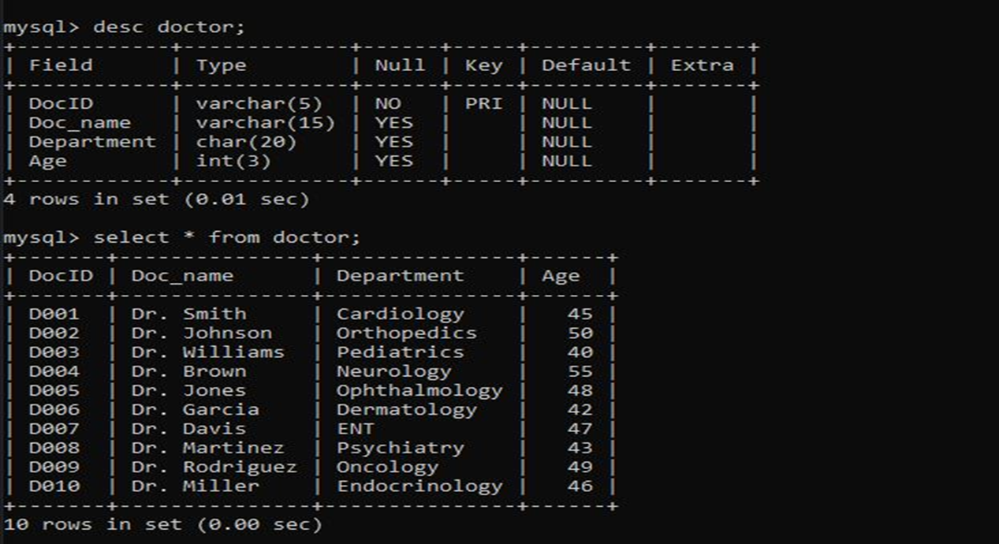 mysql> desc doctor;
+------------+-------------+------+-----+---------+-------+
| Field      | Type        | Null | Key | Default | Extra |
+------------+-------------+------+-----+---------+-------+
| DocID      | varchar(5)  | NO   | PRI | NULL    |       |
| Doc_name   | varchar(15) | YES  |     | NULL    |       |
| Department | char(20)    | YES  |     | NULL    |       |
| Age        | int(3)      | YES  |     | NULL    |       |
+------------+-------------+------+-----+---------+-------+
4 rows in set (0.01 sec)
mysql> select * from doctor;
+-------+---------------+---------------+------+
| DocID | Doc_name      | Department    | Age  |
+-------+---------------+---------------+------+
| D001  | Dr. Smith     | Cardiology    |   45 |
| D002  | Dr. Johnson   | Orthopedics   |   50 |
| D003  | Dr. Williams  | Pediatrics    |   40 |
| D004  | Dr. Brown     | Neurology     |   55 |
| D005  | Dr. Jones     | Ophthalmology |   48 |
| D006  | Dr. Garcia    | Dermatology   |   42 |
| D007  | Dr. Davis     | ENT           |   47 |
| D008  | Dr. Martinez  | Psychiatry    |   43 |
| D009  | Dr. Rodriguez | Oncology      |   49 |
| D010  | Dr. Miller    | Endocrinology |   46 |
+-------+---------------+---------------+------+
10 rows in set (0.00 sec)